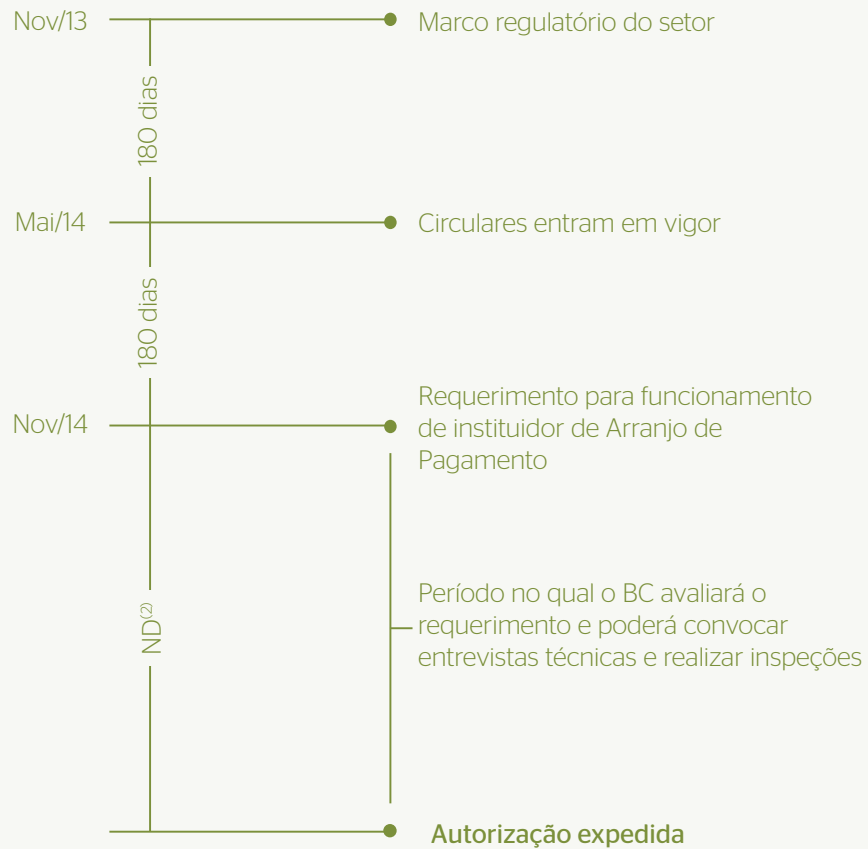 Nov/13
Marco regulatório do setor
180 dias
Mai/14
Circulares entram em vigor
180 dias
Nov/14
Requerimento para funcionamento
de instituidor de Arranjo de
Pagamento
ND(2)
Período no qual o BC avaliará o
requerimento e poderá convocar
entrevistas técnicas e realizar inspeções
Autorização expedida